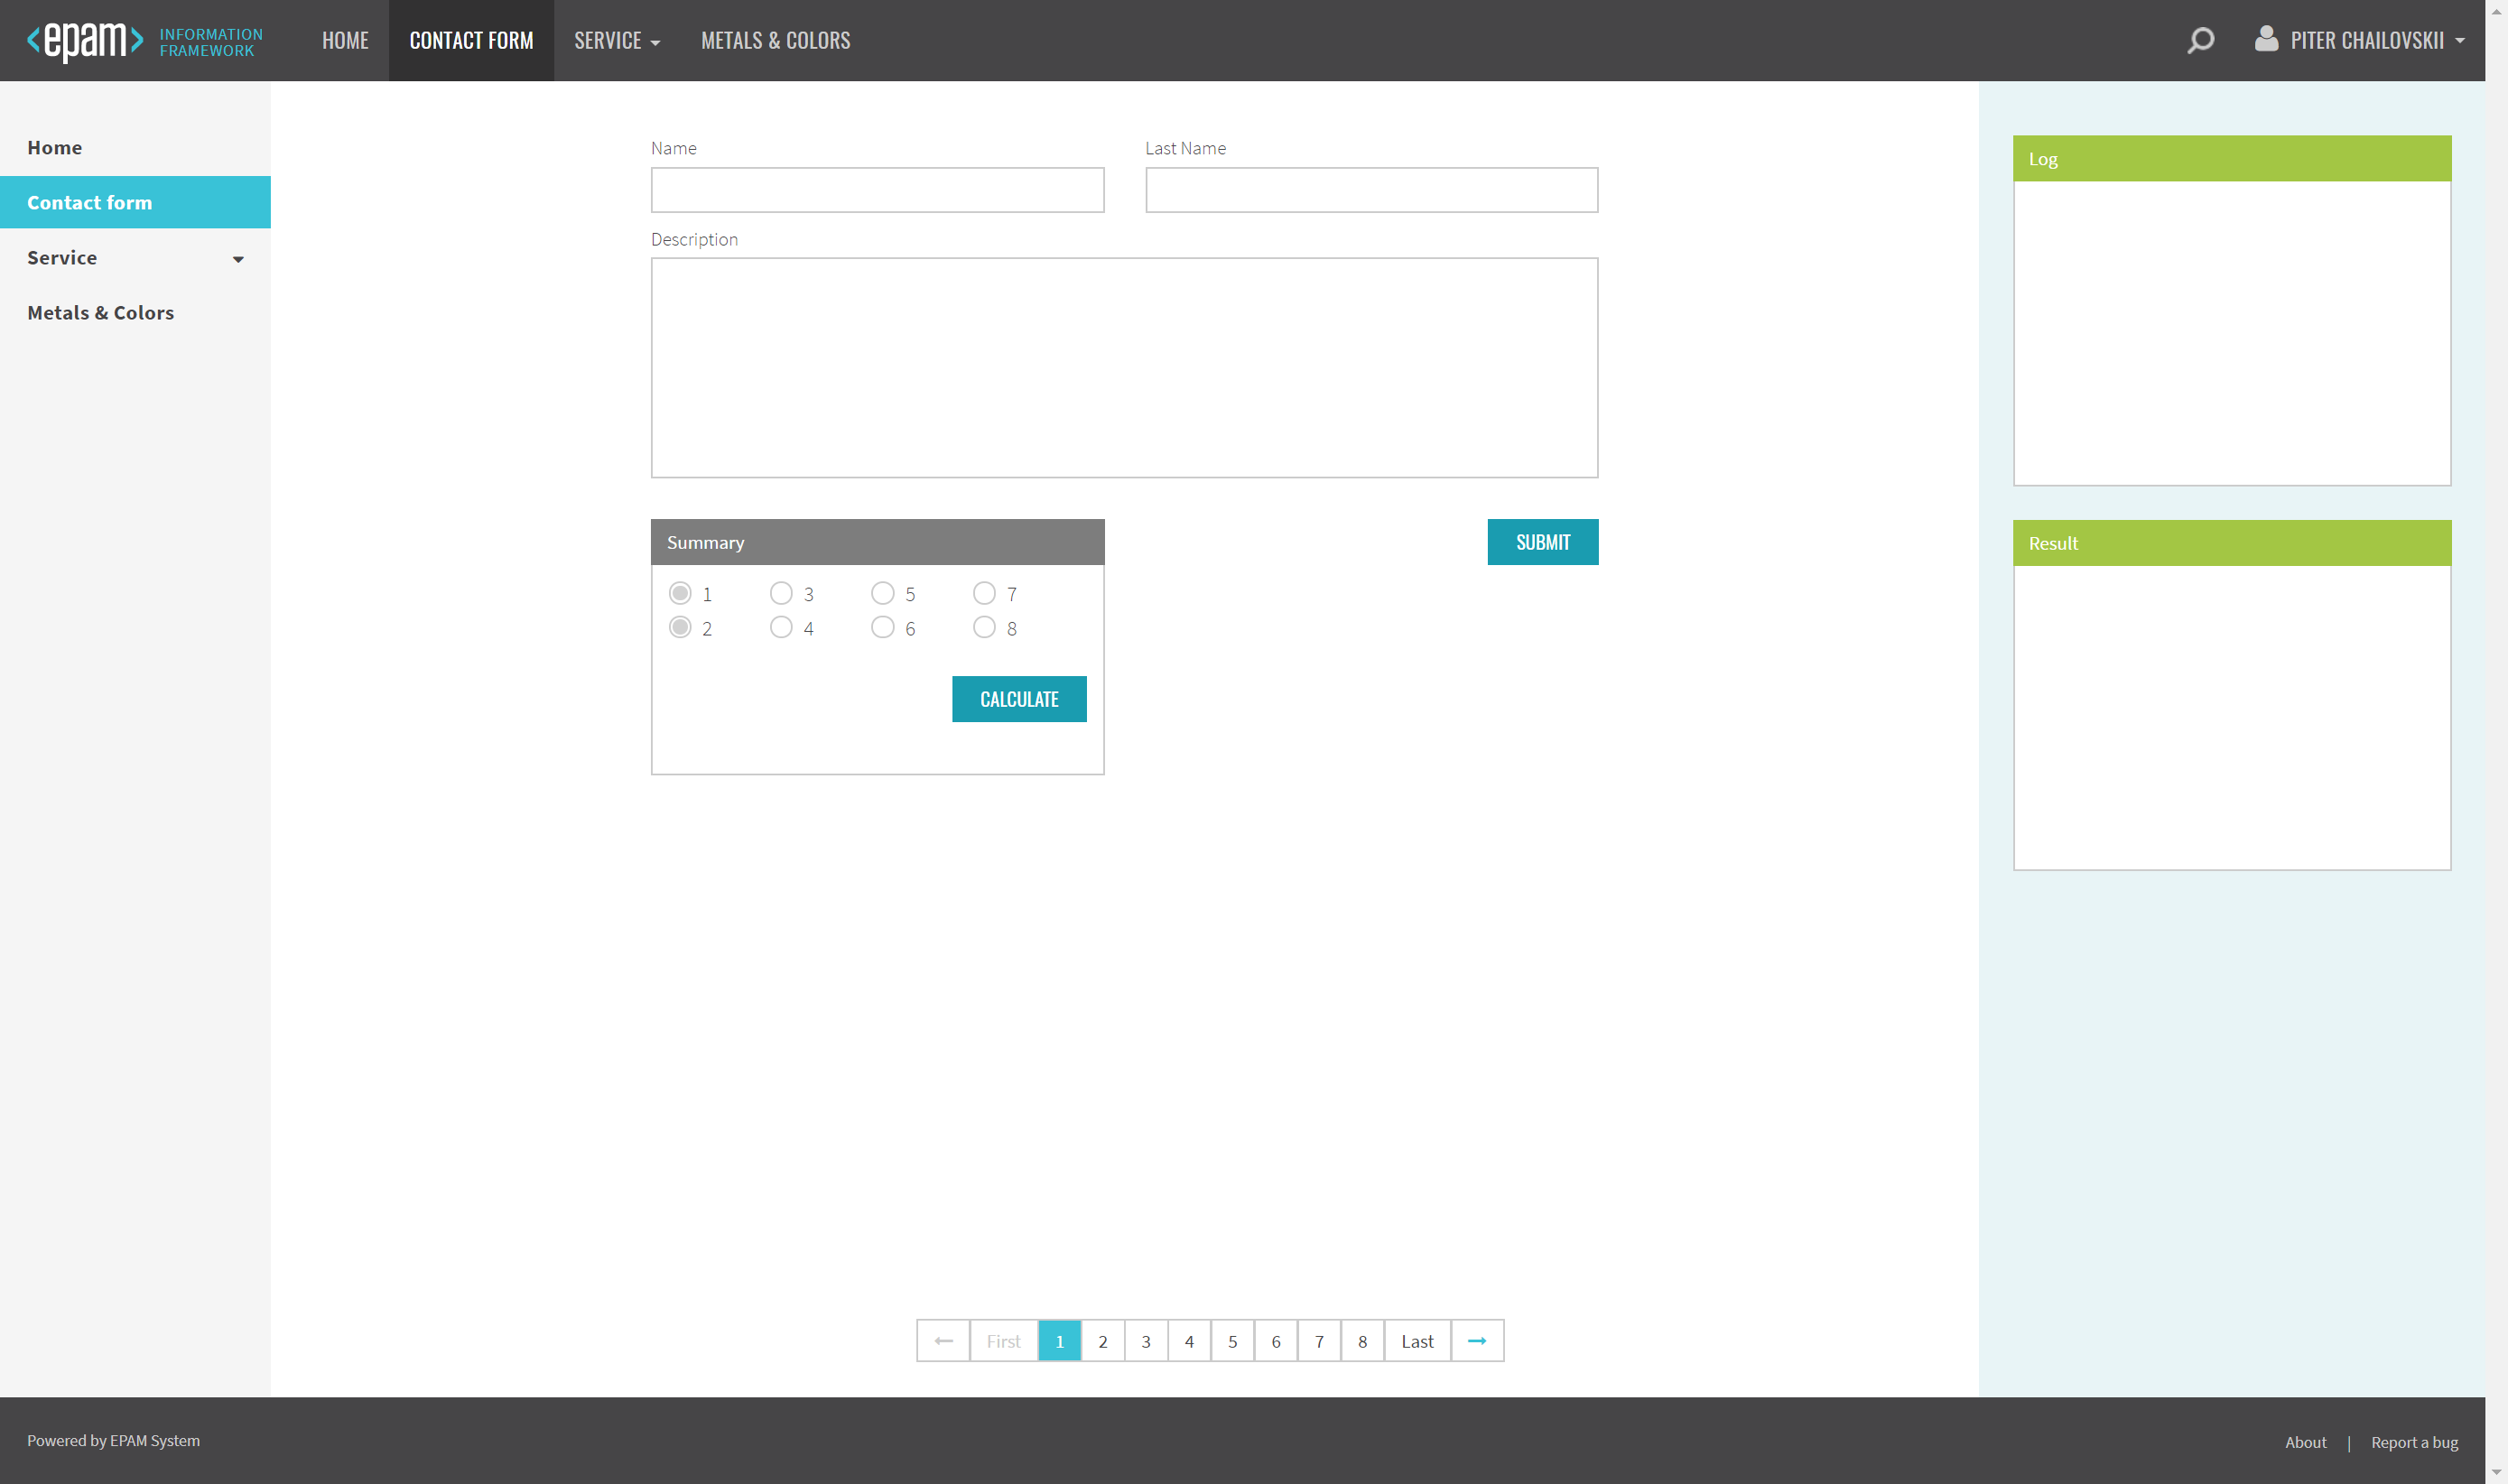 <epam> INFORMATION
FRAMEWORK
HOME CONTACT FORM SERVICE METALS & COLORS PITER CHAILOVSKII
Home
Contact form
Service
Metals & Colors
Name Last Name
Description
Summary
1 3 5 7
2 4 6 8
CALCULATE
SUBMIT
Log
Result
First 1 2 3 4 5 6 7 8 Last
Powered by EPAM System
About | Report a bug